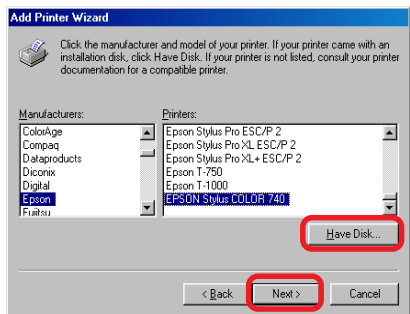 Add Printer Wizard
Click the manufacturer and model of your printer. If your printer came with an
installation disk, click Have Disk. If your printer is not listed, consult your printer
documentation for a compatible printer.
Manufacturers:
Printers:
ColorAge
Compaq
Dataproducts
Diconix
Digital
Epson
Fujitsu
Epson Stylus Pro ESC/P 2
Epson Stylus Pro XL ESC/P 2
Epson Stylus Pro XL+ ESC/P 2
Epson T-750
Epson T-1000
EPSON Stylus COLOR 740
Have Disk...
< Back
Next >
Cancel